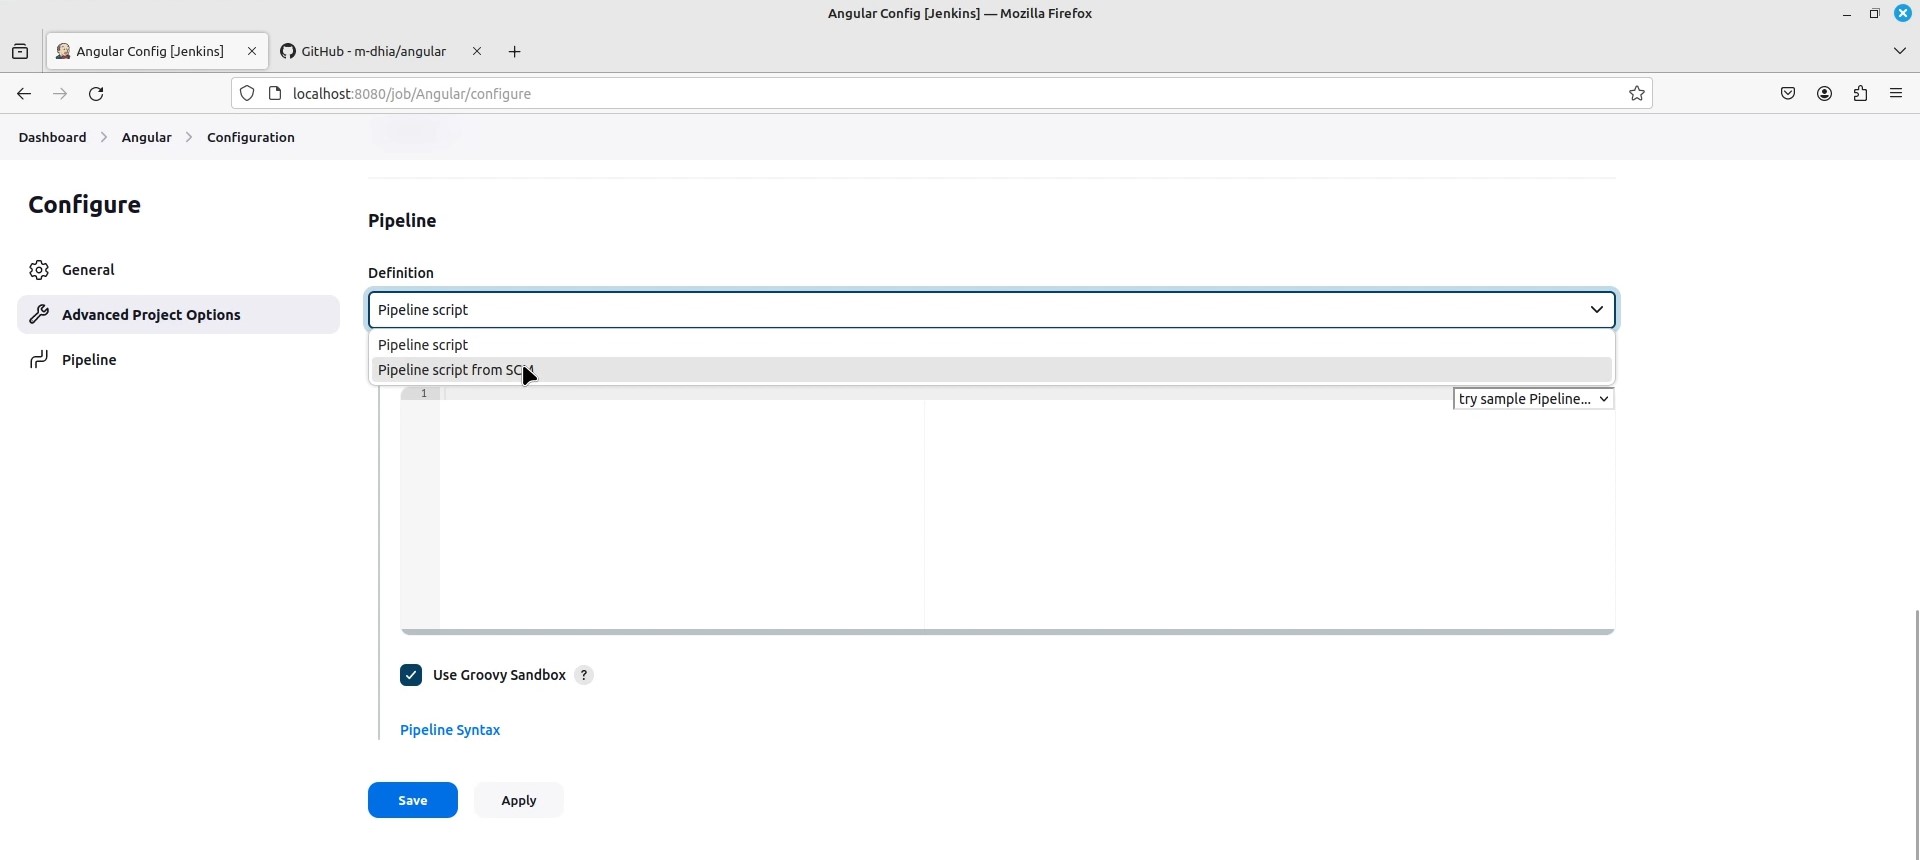 Angular Config [Jenkins] — Mozilla Firefox
Angular Config [Jenkins]
GitHub - m-dhia/angular
localhost:8080/job/Angular/configure
Dashboard
Angular
Configuration
Configure
General
Advanced Project Options
Pipeline
Pipeline
Definition
Pipeline script
Pipeline script
Pipeline script from SCM
1
try sample Pipeline...
Use Groovy Sandbox ?
Pipeline Syntax
Save
Apply